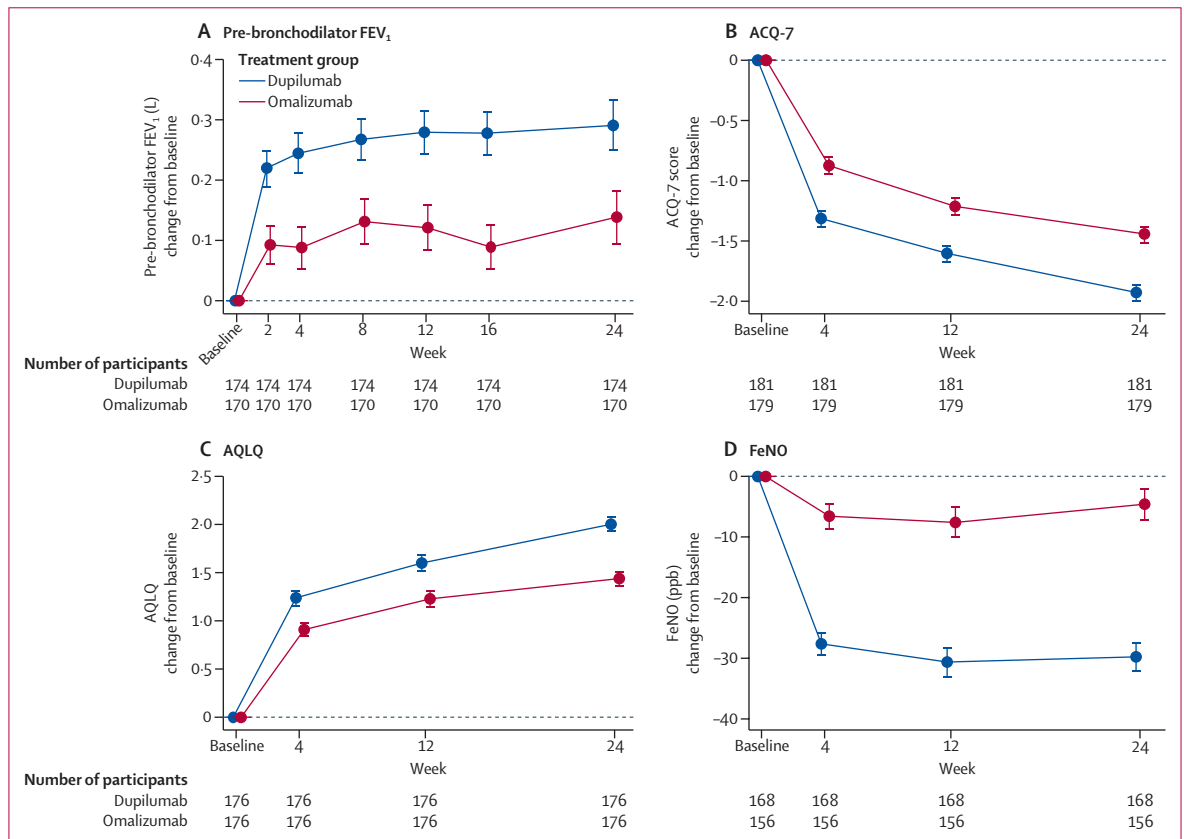 A Pre-bronchodilator FEV₁
Treatment group
Dupilumab
Omalizumab
Pre-bronchodilator FEV₁ (L)
change from baseline
0·4
0·3
0·2
0·1
0
Baseline 2 4 8 12 16 24
Week
Number of participants
Dupilumab 174 174 174 174 174 174 174
Omalizumab 170 170 170 170 170 170 170
B ACQ-7
ACQ-7 score
change from baseline
0
–0·5
–1·0
–1·5
–2·0
Baseline 4 12 24
Week
181 181 181 181
179 179 179 179
C AQLQ
AQLQ
change from baseline
2·5
2·0
1·5
1·0
0·5
0
Baseline 4 12 24
Week
Number of participants
Dupilumab 176 176 176 176
Omalizumab 176 176 176 176
D FeNO
FeNO (ppb)
change from baseline
0
–10
–20
–30
–40
Baseline 4 12 24
Week
168 168 168 168
156 156 156 156